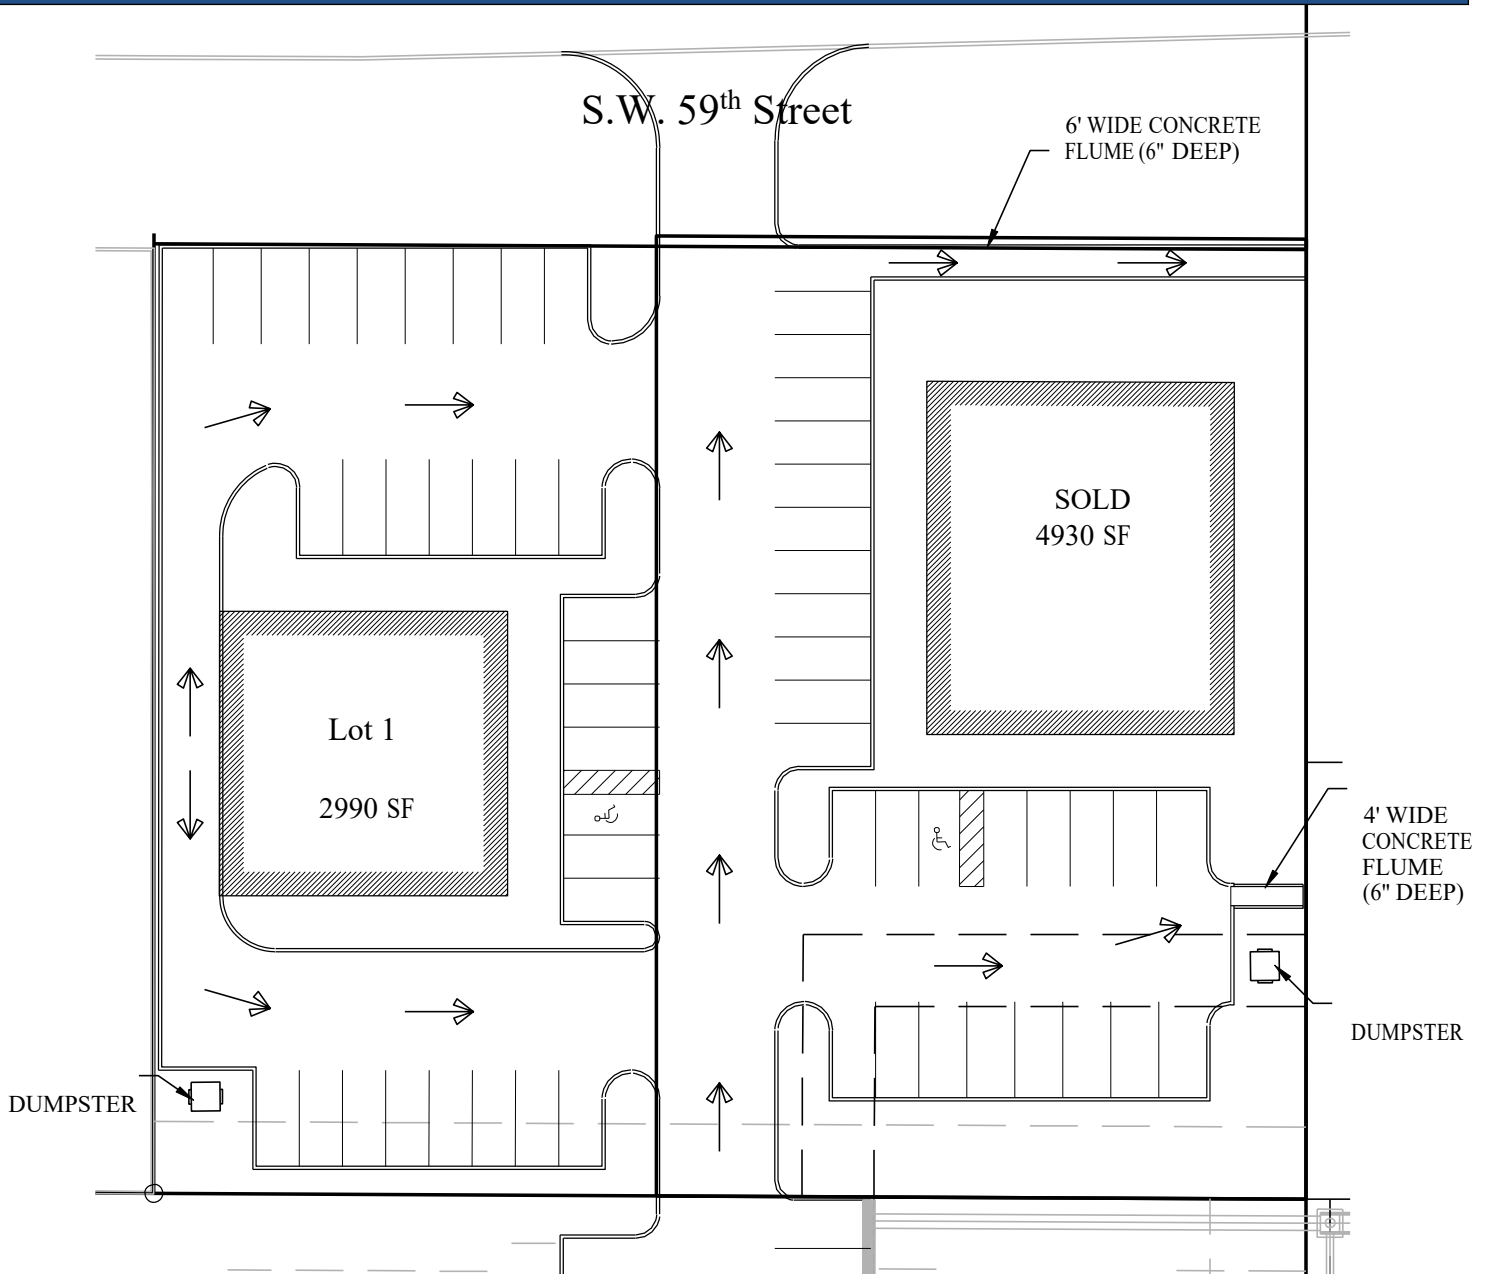 S.W. 59th Street
6' WIDE CONCRETE
FLUME (6" DEEP)
SOLD
4930 SF
Lot 1
2990 SF
4' WIDE
CONCRETE
FLUME
(6" DEEP)
DUMPSTER
DUMPSTER